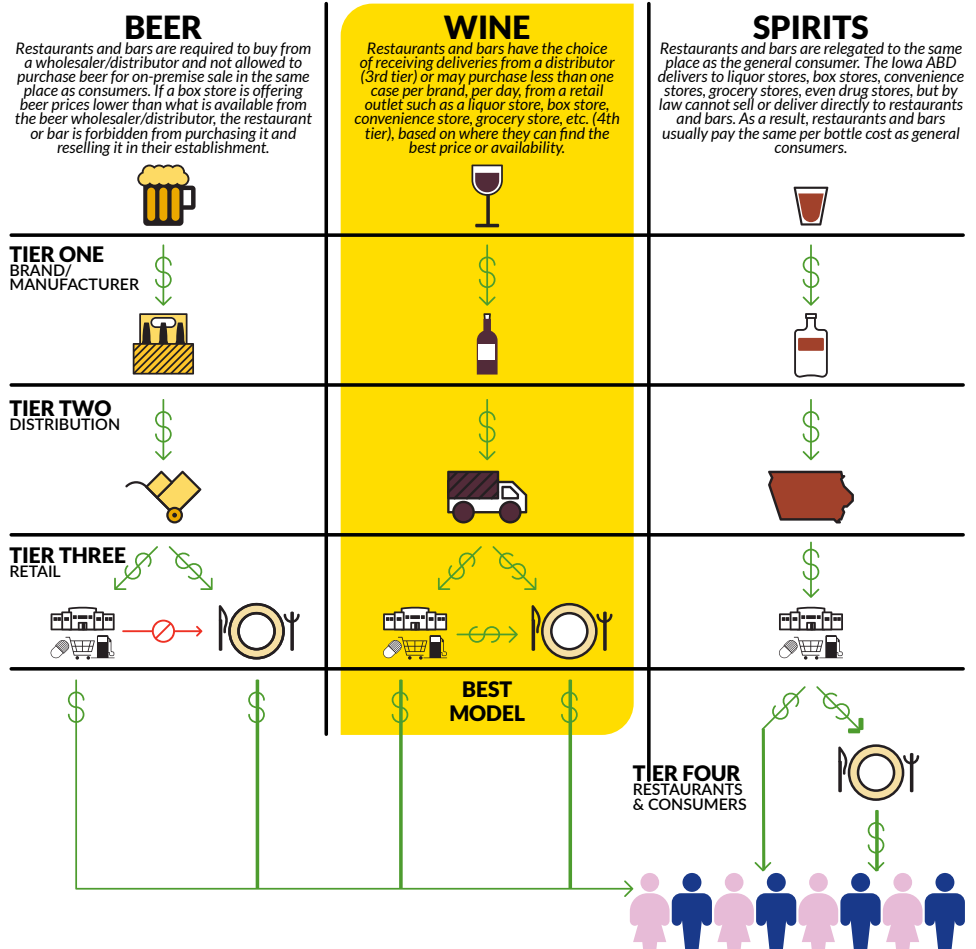 BEER
Restaurants and bars are required to buy from
a wholesaler/distributor and not allowed to
purchase beer for on-premise sale in the same
place as consumers. If a box store is offering
beer prices lower than what is available from
the beer wholesaler/distributor, the restaurant
or bar is forbidden from purchasing it and
reselling it in their establishment.
WINE
Restaurants and bars have the choice
of receiving deliveries from a distributor
(3rd tier) or may purchase less than one
case per brand, per day, from a retail
outlet such as a liquor store, box store,
convenience store, grocery store, etc. (4th
tier), based on where they can find the
best price or availability.
SPIRITS
Restaurants and bars are relegated to the same
place as the general consumer. The Iowa ABD
delivers to liquor stores, box stores, convenience
stores, grocery stores, even drug stores, but by
law cannot sell or deliver directly to restaurants
and bars. As a result, restaurants and bars
usually pay the same per bottle cost as general
consumers.
TIER ONE
BRAND/
MANUFACTURER
$
$
$
TIER TWO
DISTRIBUTION
$
$
$
TIER THREE
RETAIL
$
$
$
$
$
$
$
$
$
$
BEST
MODEL
$
$
$
TIER FOUR
RESTAURANTS
& CONSUMERS
$